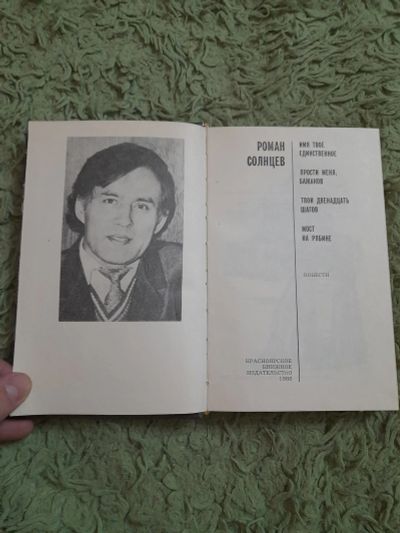 РОМАН
СОЛНЦЕВ
ИМЯ ТВОЕ
ЕДИНСТВЕННОЕ
ПРОСТИ МЕНЯ,
БАЖАНОВ
ТВОИ ДВЕНАДЦАТЬ
ШАГОВ
МОСТ
НА РЯБИНЕ
ПОВЕСТИ
КРАСНОЯРСКОЕ
КНИЖНОЕ
ИЗДАТЕЛЬСТВО